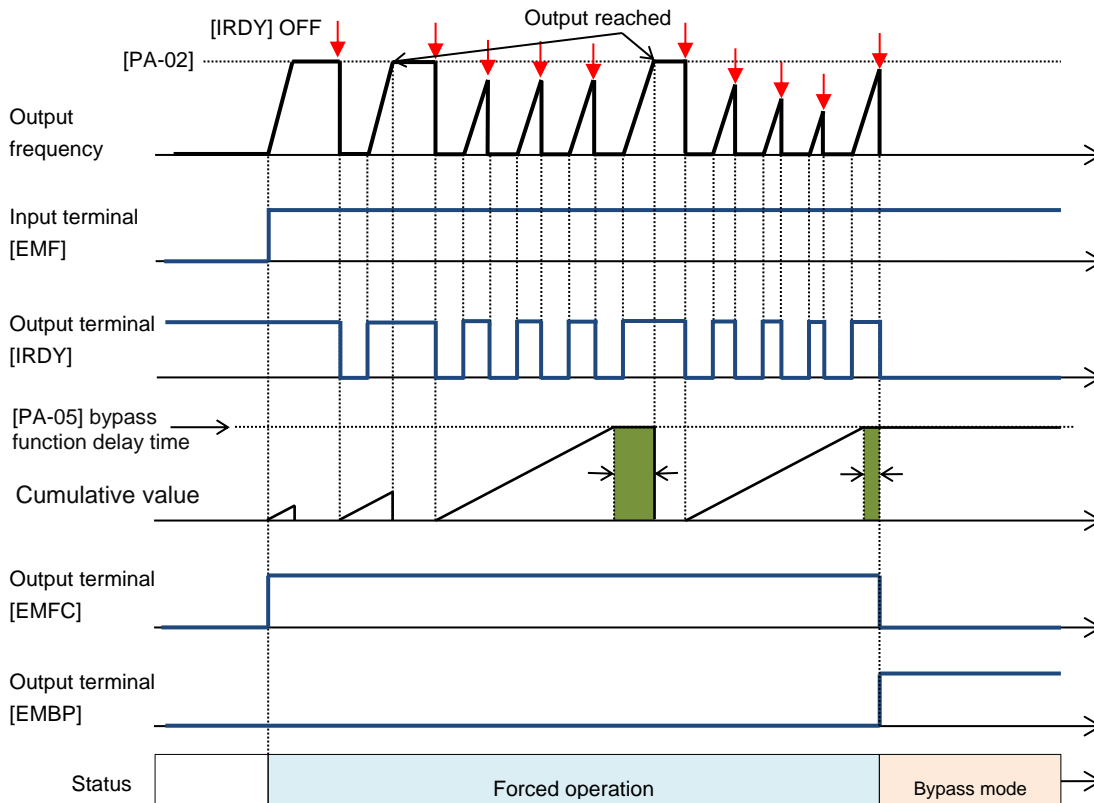 Output reached
[IRDY] OFF
[PA-02]
Output
frequency
Input terminal
[EMF]
Output terminal
[IRDY]
[PA-05] bypass
function delay time
Cumulative value
Output terminal
[EMFC]
Output terminal
[EMBP]
Status
Forced operation
Bypass mode